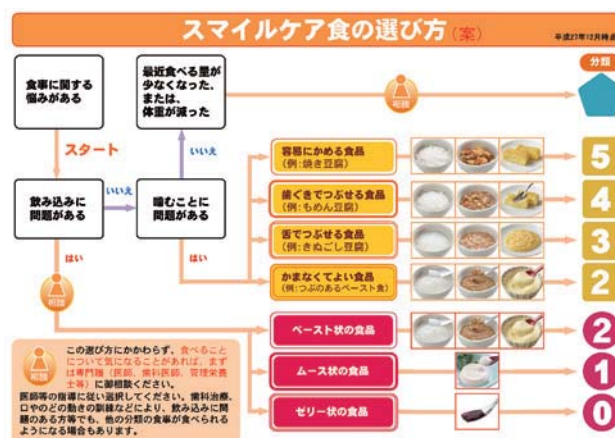 スマイルケア食の選び方(案)
平成27年12月時点
分類
食事に関する
悩みがある
最近食べる量が
少なくなった、
または、
体重が減った
相談
スタート
いいえ
飲み込みに
問題がある
いいえ
噛むことに
問題がある
はい
はい
相談
容易にかめる食品
(例:焼き豆腐)
5
歯ぐきでつぶせる食品
(例:もめん豆腐)
4
舌でつぶせる食品
(例:きぬごし豆腐)
3
かまなくてよい食品
(例:つぶのあるペースト食)
2
ペースト状の食品
2
ムース状の食品
1
ゼリー状の食品
0
相談
この選び方にかかわらず、食べること
について気になることがあれば、まず
は専門職(医師、歯科医師、管理栄養
士等)に御相談ください。
医師等の指導に従い選択してください。歯科治療、
口やのどの動きの訓練などにより、飲み込みに問
題のある方等でも、他の分類の食事が食べられる
ようになる場合もあります。